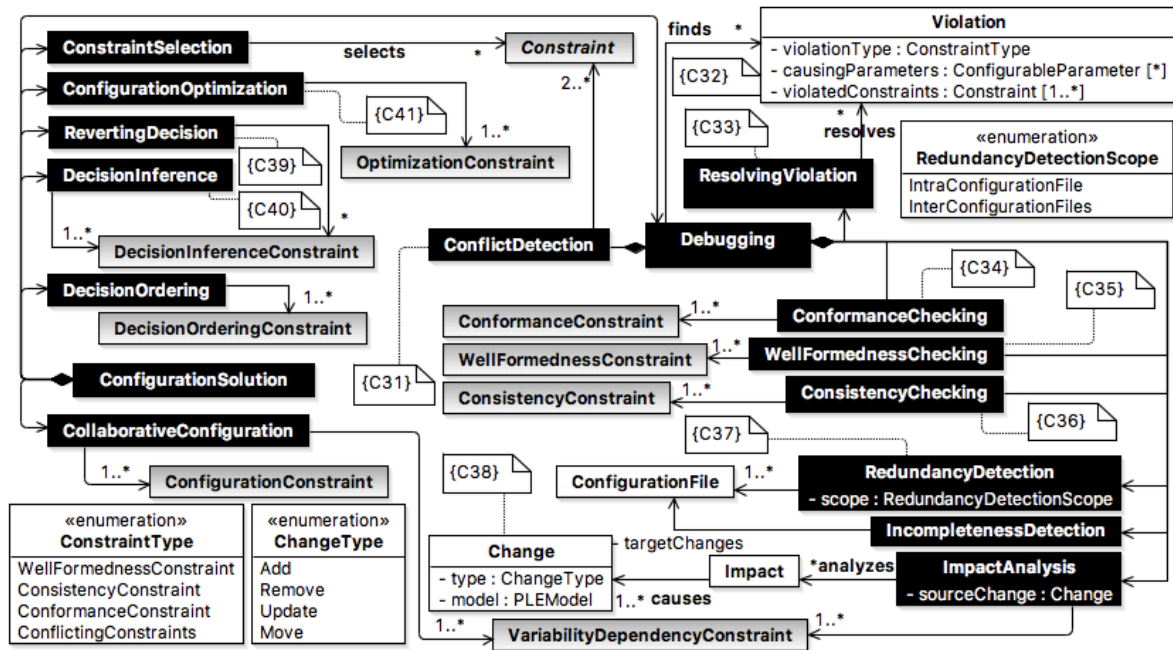 ConstraintSelection
selects
*
Constraint
2..*
finds
*
Violation
- violationType : ConstraintType
- causingParameters : ConfigurableParameter [*]
- violatedConstraints : Constraint [1..*]
{C32}
ConfigurationOptimization
{C41}
1..*
OptimizationConstraint
RevertingDecision
{C39}
*
DecisionInference
{C40}
1..*
DecisionInferenceConstraint
{C33}
*
resolves
ResolvingViolation
«enumeration»
RedundancyDetectionScope
IntraConfigurationFile
InterConfigurationFiles
ConflictDetection
Debugging
DecisionOrdering
1..*
DecisionOrderingConstraint
{C34}
{C35}
ConformanceConstraint
1..*
ConformanceChecking
WellFormednessConstraint
1..*
WellFormednessChecking
ConfigurationSolution
{C31}
ConsistencyConstraint
1..*
ConsistencyChecking
{C36}
CollaborativeConfiguration
1..*
ConfigurationConstraint
{C37}
{C38}
ConfigurationFile
1..*
RedundancyDetection
- scope : RedundancyDetectionScope
IncompletenessDetection
«enumeration»
ConstraintType
WellFormednessConstraint
ConsistencyConstraint
ConformanceConstraint
ConflictingConstraints
«enumeration»
ChangeType
Add
Remove
Update
Move
Change
- type : ChangeType
- model : PLEModel
- targetChanges
1..*
causes
Impact
*
analyzes
ImpactAnalysis
- sourceChange : Change
1..*
VariabilityDependencyConstraint
1..*